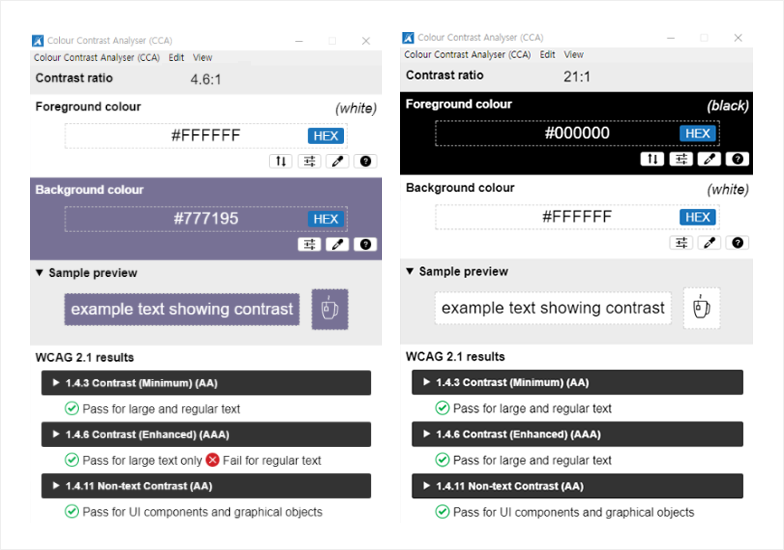 Colour Contrast Analyser (CCA)
Colour Contrast Analyser (CCA) Edit View
Contrast ratio 4.6:1
Foreground colour (white)
#FFFFFF HEX
Background colour
#777195 HEX
▼ Sample preview
example text showing contrast
WCAG 2.1 results
▶ 1.4.3 Contrast (Minimum) (AA)
Pass for large and regular text
▶ 1.4.6 Contrast (Enhanced) (AAA)
Pass for large text only Fail for regular text
▶ 1.4.11 Non-text Contrast (AA)
Pass for UI components and graphical objects
Colour Contrast Analyser (CCA)
Colour Contrast Analyser (CCA) Edit View
Contrast ratio 21:1
Foreground colour (black)
#000000 HEX
Background colour (white)
#FFFFFF HEX
▼ Sample preview
example text showing contrast
WCAG 2.1 results
▶ 1.4.3 Contrast (Minimum) (AA)
Pass for large and regular text
▶ 1.4.6 Contrast (Enhanced) (AAA)
Pass for large and regular text
▶ 1.4.11 Non-text Contrast (AA)
Pass for UI components and graphical objects